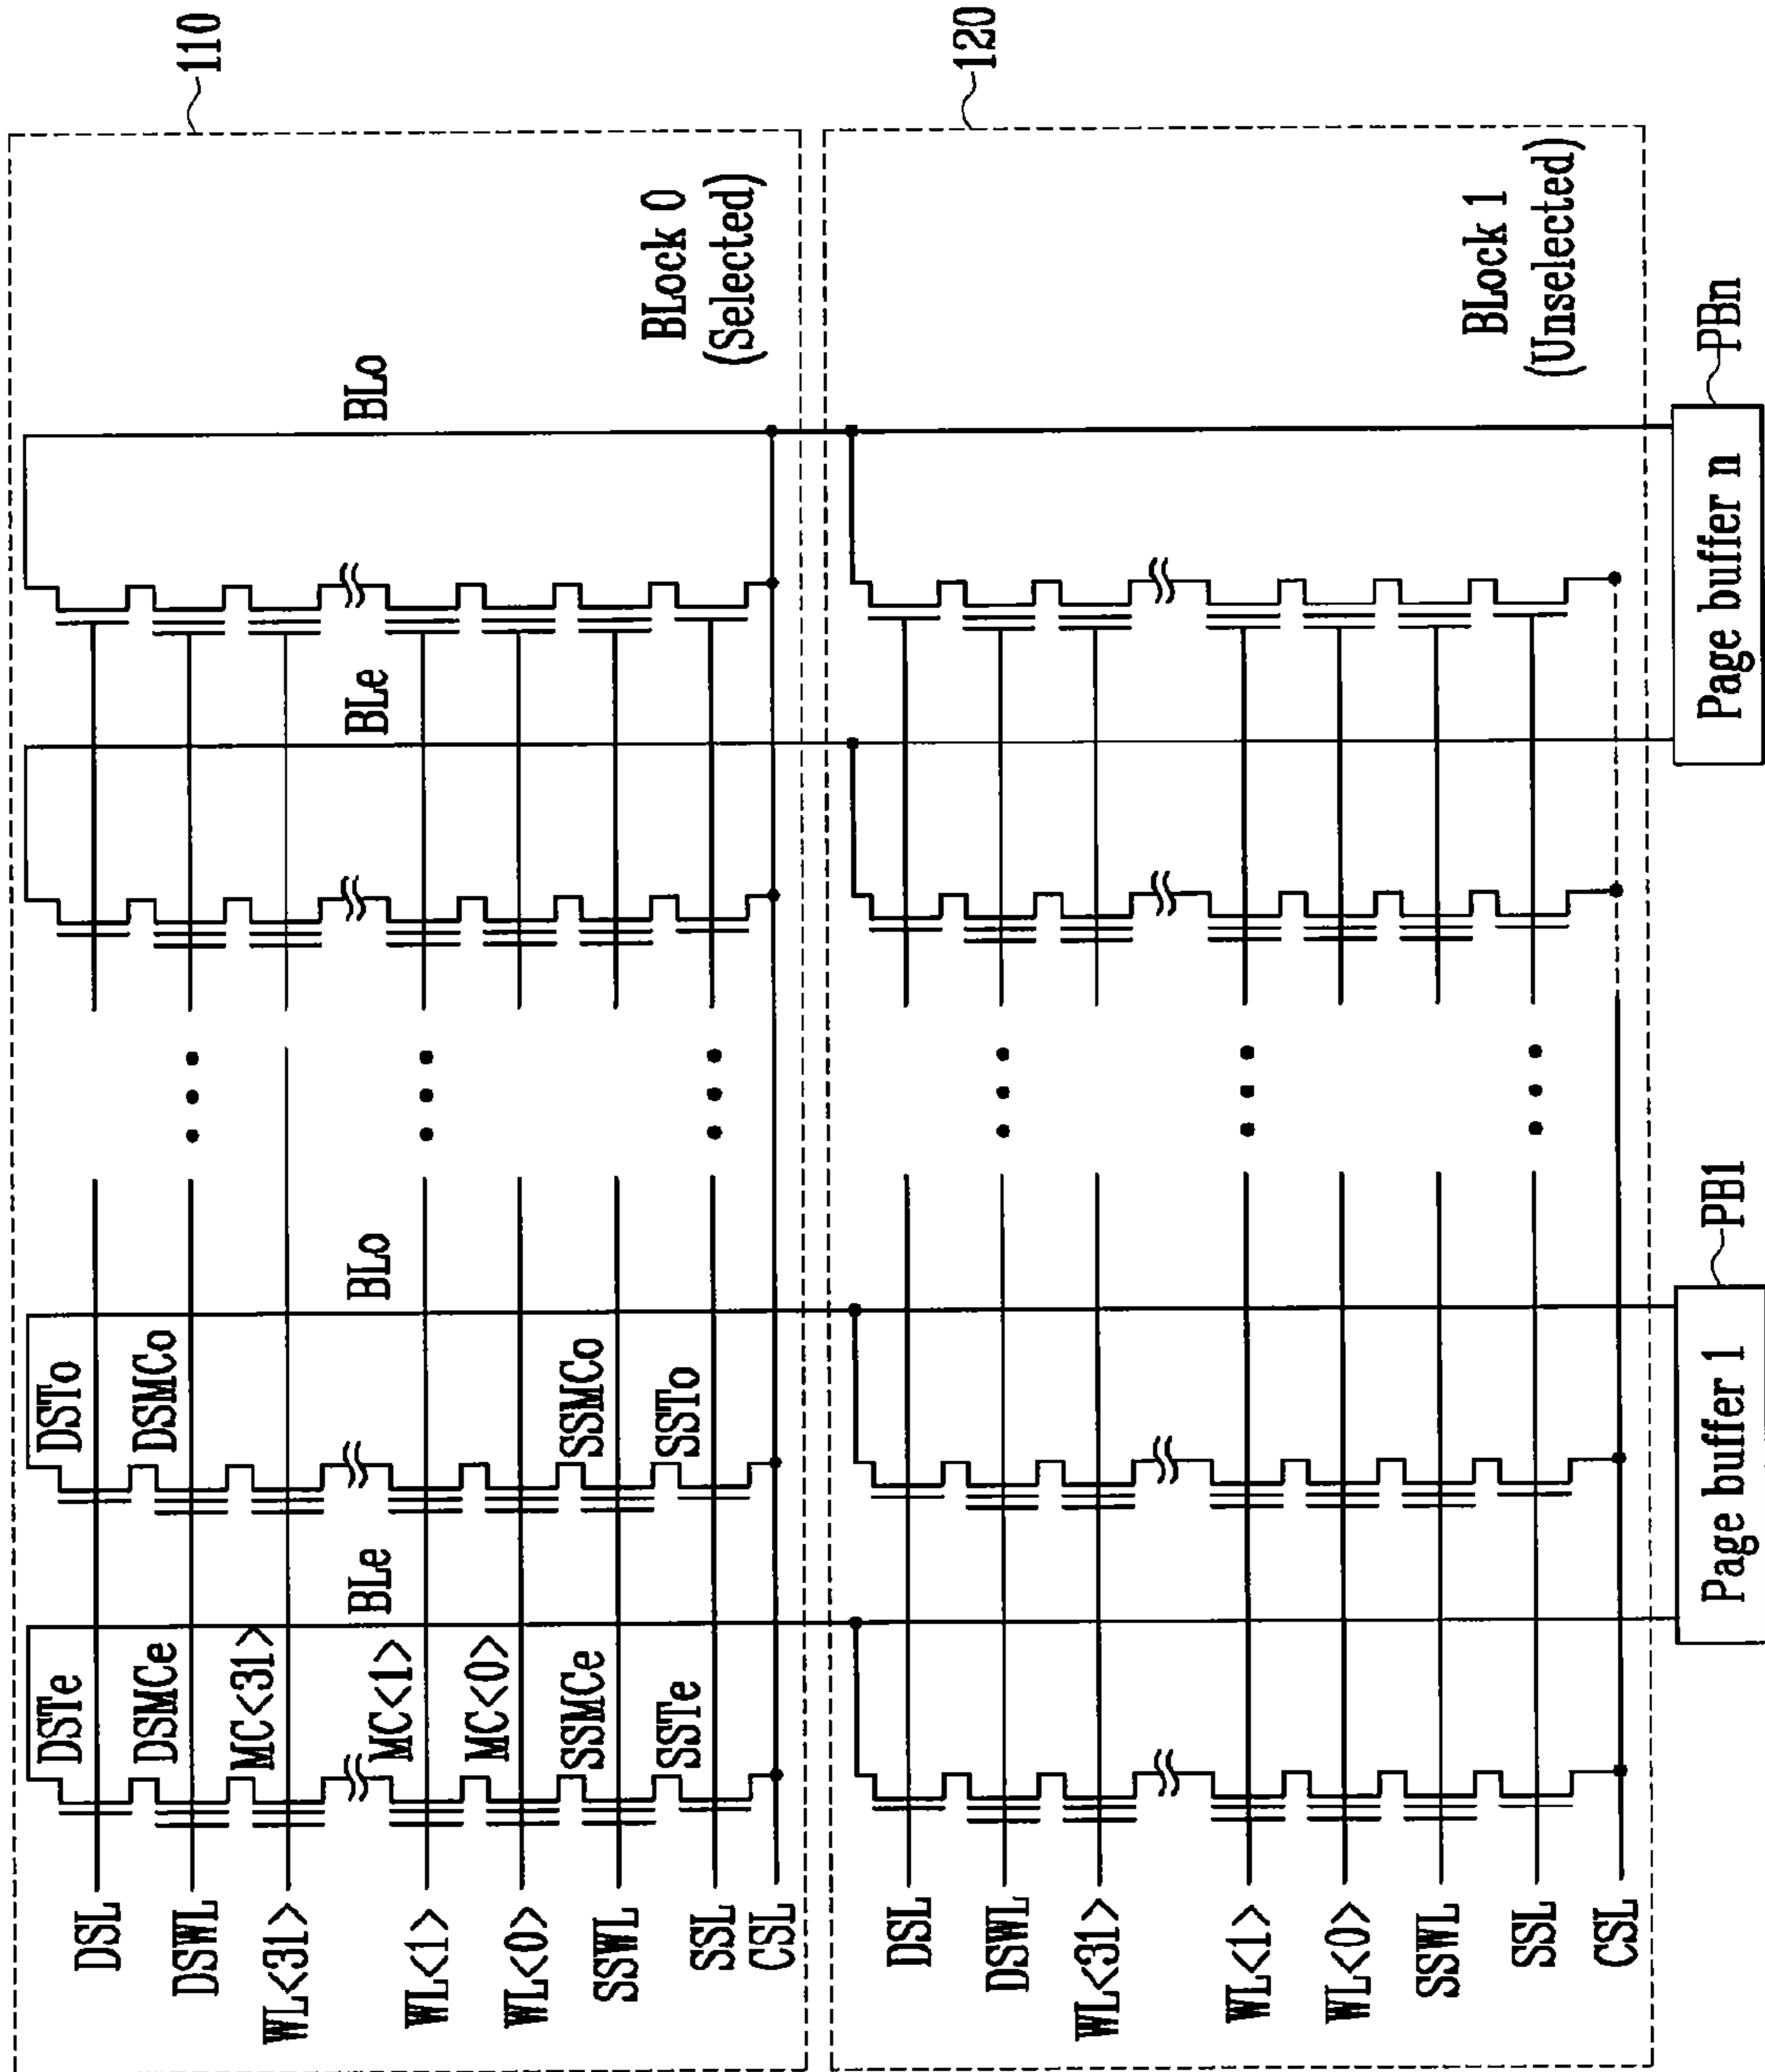 110
DSL
DSTe
DSTo
DSWL
DSMCe
DSMCo
WL<31>
MC<31>
BLe
BLo
BLe
BLo
WL<1>
MC<1>
WL<0>
MC<0>
SSWL
SSMCe
SSMCo
BLock 0
(Selected)
SSL
SSTe
SSTo
CSL
120
DSL
DSWL
WL<31>
WL<1>
WL<0>
SSWL
BLock 1
(Unselected)
SSL
CSL
Page buffer 1
PB1
Page buffer n
PBn